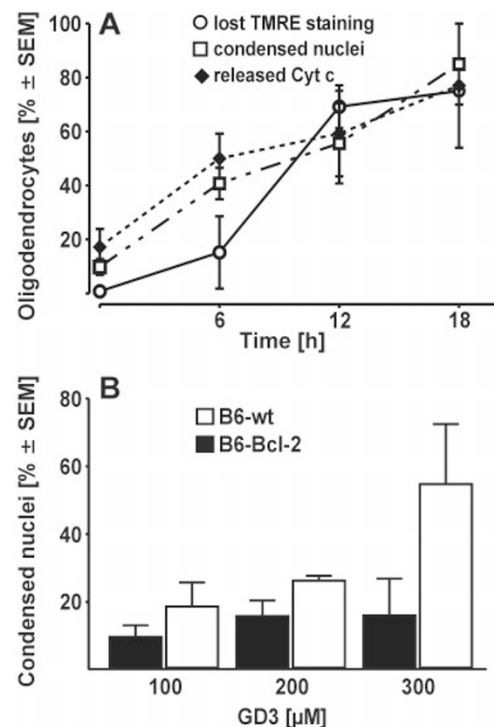 A
lost TMRE staining
condensed nuclei
released Cyt c
Oligodendrocytes [% ± SEM]
100
80
60
40
20
6
12
18
Time [h]
B
B6-wt
B6-Bcl-2
Condensed nuclei [% ± SEM]
80
60
40
20
100
200
300
GD3 [µM]